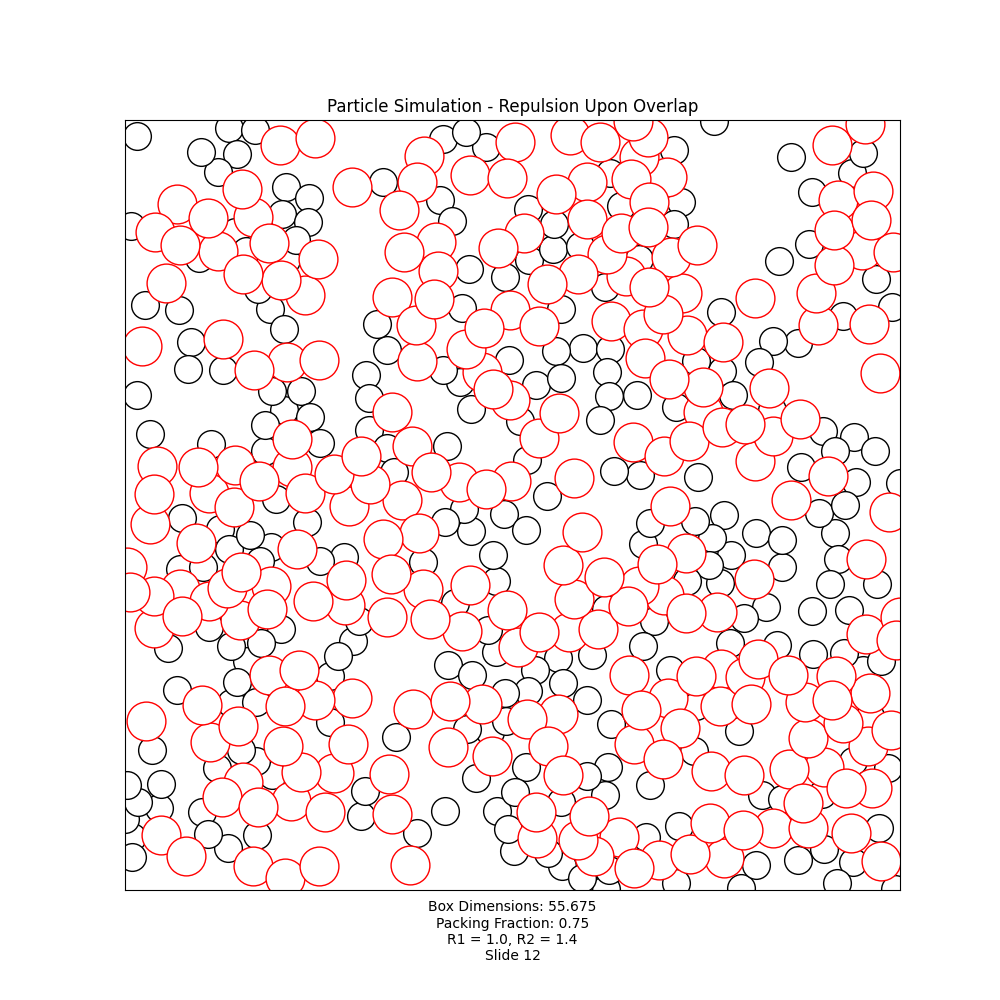 Particle Simulation - Repulsion Upon Overlap
Box Dimensions: 55.675
Packing Fraction: 0.75
R1 = 1.0, R2 = 1.4
Slide 12